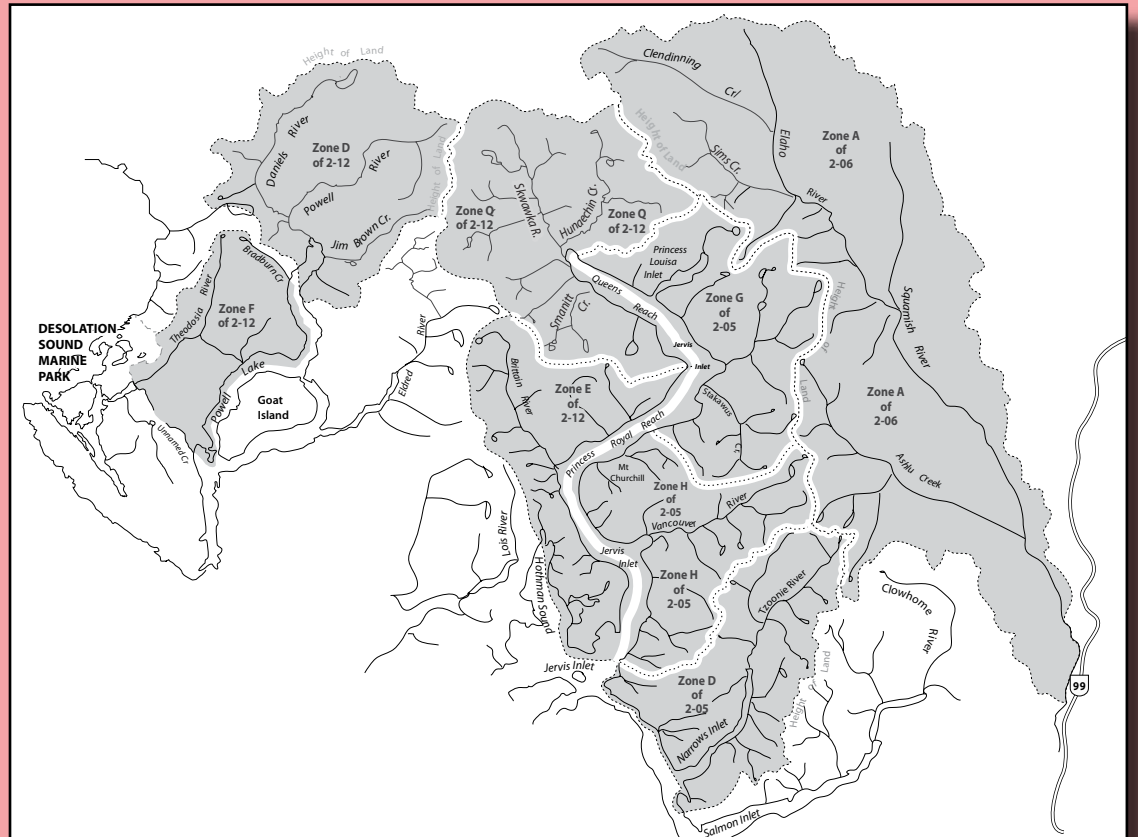 Height of Land
Clendinning
Crl
Elaho
Zone A
of
2-06
Daniels
River
Zone D
of 2-12
River
Powell
Height of Land
Height of Land
Sims Cr.
River
Jim
Brown Cr.
Zone Q
of 2-12
Skwawka R.
Hunaechin Cr.
Zone Q
of 2-12
Princess
Louisa
Inlet
Bradburn Cr
River
Theodosia
Zone F
of 2-12
Queens
Reach
Smanitt
Cr.
Zone G
of
2-05
Height
of
Land
Squamish
River
DESOLATION
SOUND
MARINE
PARK
River
Eldred
Lake
Powell
Goat
Island
Unnamed Cr
Jervis
Inlet
Brittain
River
Zone E
of
2-12
Stakawus
Cr.
Zone A
of
2-06
Princess Royal Reach
Mt
Churchill
Zone H
of
2-05
Vancouver
River
Ashlu Creek
Lois River
Hothman Sound
Jervis
Inlet
Zone H
of
2-05
Tzoonie River
Clowhome
River
Height of Land
Jervis Inlet
Zone D
of
2-05
Narrows Inlet
99
Salmon Inlet